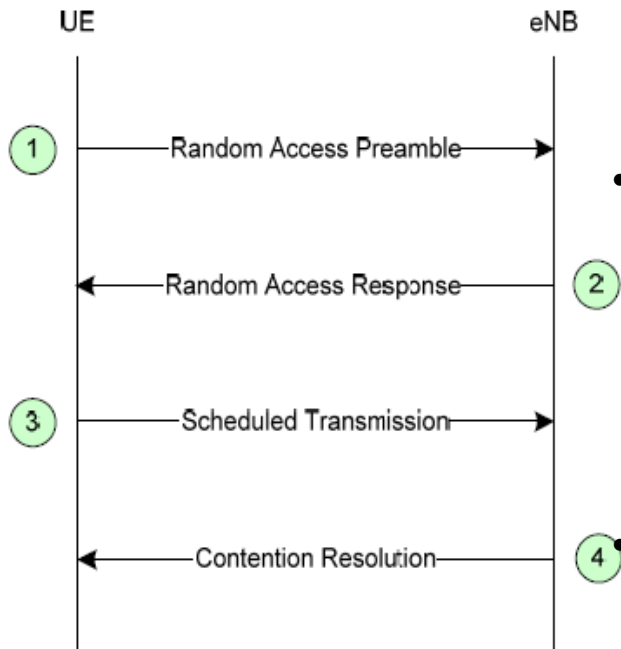 UE eNB
1 Random Access Preamble
Random Access Response 2
3 Scheduled Transmission
Contention Resolution 4